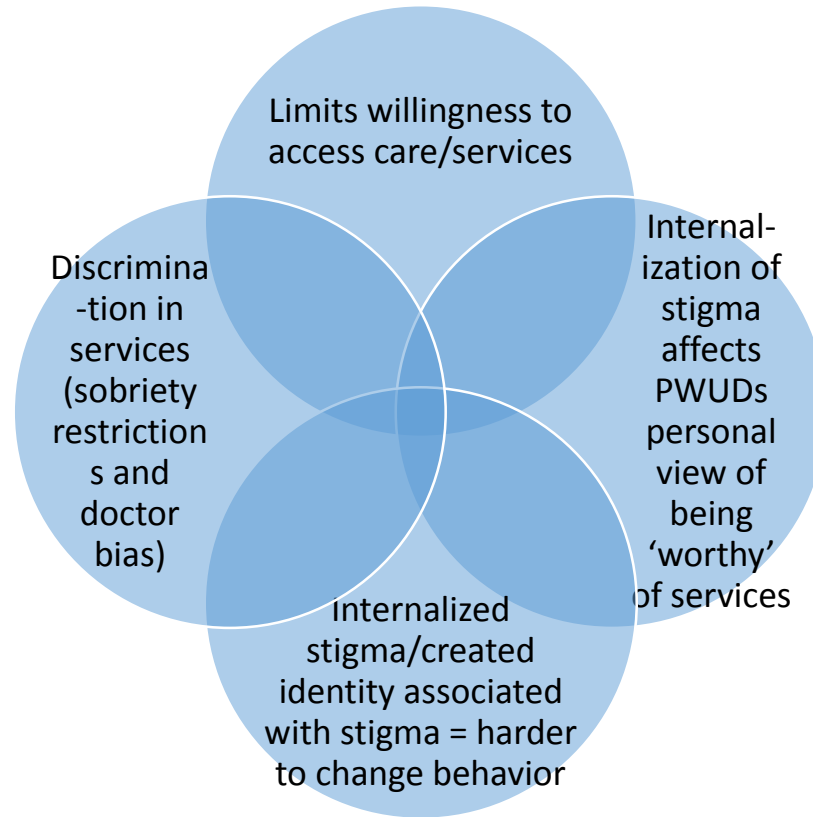 Limits willingness to
access care/services
Discrimina
-tion in
services
(sobriety
restriction
s and
doctor
bias)
Internal-
ization of
stigma
affects
PWUDs
personal
view of
being
‘worthy’
of services
Internalized
stigma/created
identity associated
with stigma = harder
to change behavior